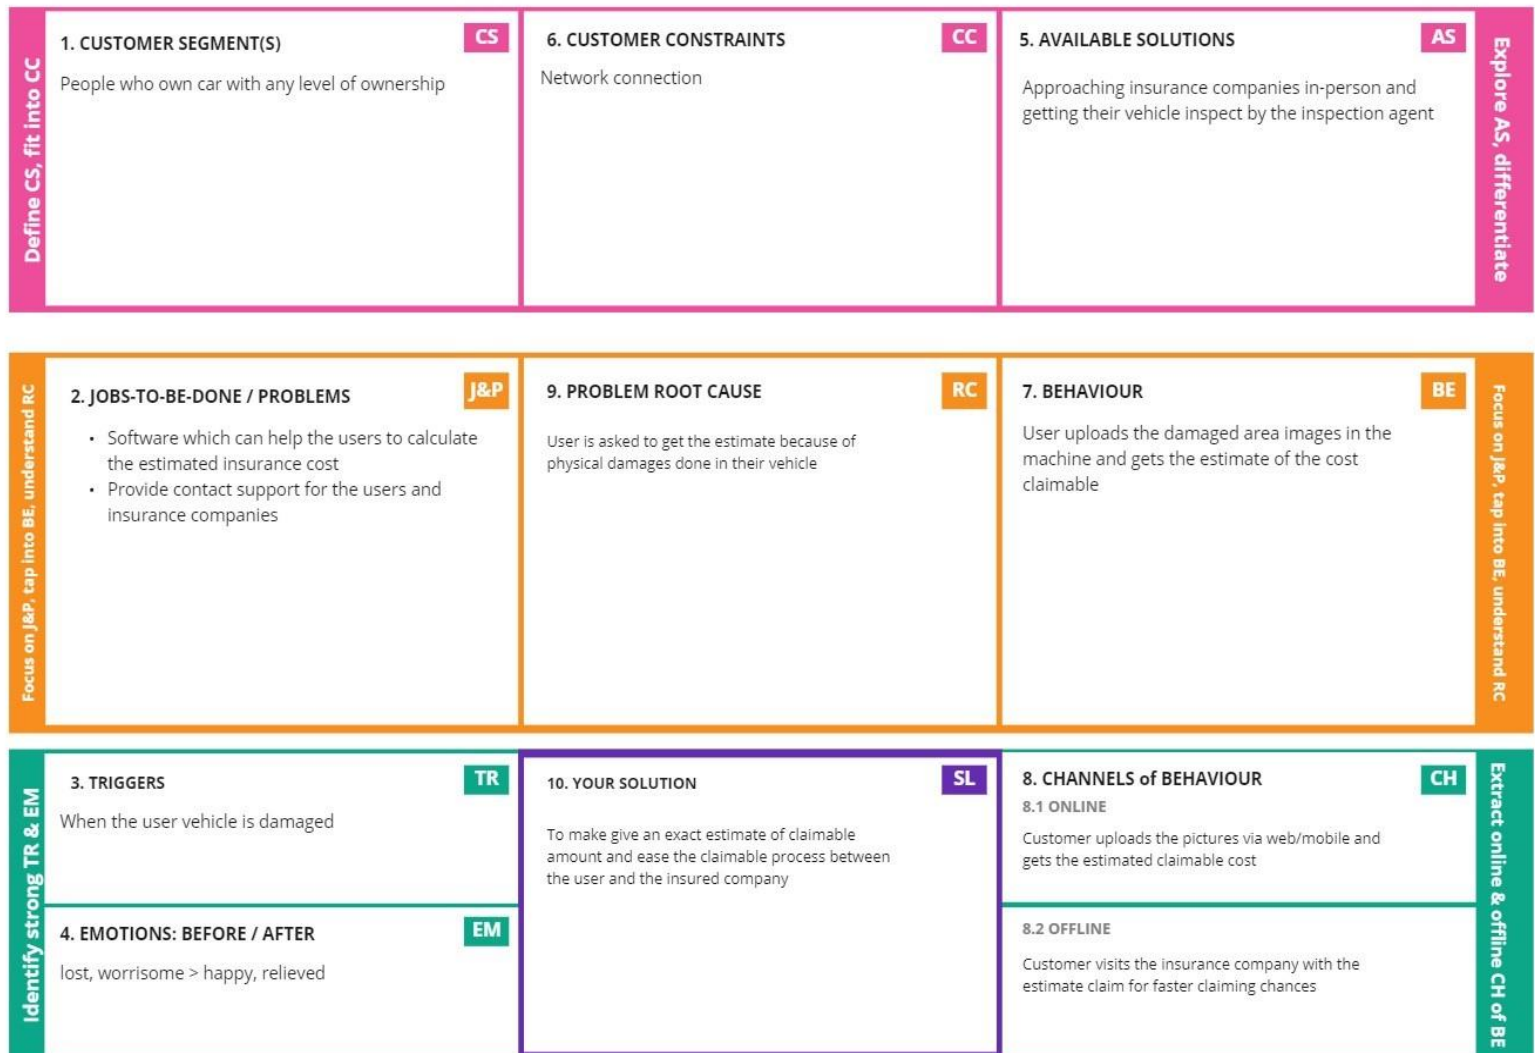 Define CS, fit into CC
1. CUSTOMER SEGMENT(S)
CS
People who own car with any level of ownership
6. CUSTOMER CONSTRAINTS
CC
Network connection
5. AVAILABLE SOLUTIONS
AS
Approaching insurance companies in-person and
getting their vehicle inspect by the inspection agent
Explore AS, differentiate
Focus on J&P, tap into BE, understand RC
2. JOBS-TO-BE-DONE / PROBLEMS
J&P
• Software which can help the users to calculate
the estimated insurance cost
• Provide contact support for the users and
insurance companies
9. PROBLEM ROOT CAUSE
RC
User is asked to get the estimate because of
physical damages done in their vehicle
7. BEHAVIOUR
BE
User uploads the damaged area images in the
machine and gets the estimate of the cost
claimable
Focus on J&P, tap into BE, understand RC
Identify strong TR & EM
3. TRIGGERS
TR
When the user vehicle is damaged
4. EMOTIONS: BEFORE / AFTER
EM
lost, worrisome > happy, relieved
10. YOUR SOLUTION
SL
To make give an exact estimate of claimable
amount and ease the claimable process between
the user and the insured company
8. CHANNELS of BEHAVIOUR
CH
8.1 ONLINE
Customer uploads the pictures via web/mobile and
gets the estimated claimable cost
8.2 OFFLINE
Customer visits the insurance company with the
estimate claim for faster claiming chances
Extract online & offline CH of BE